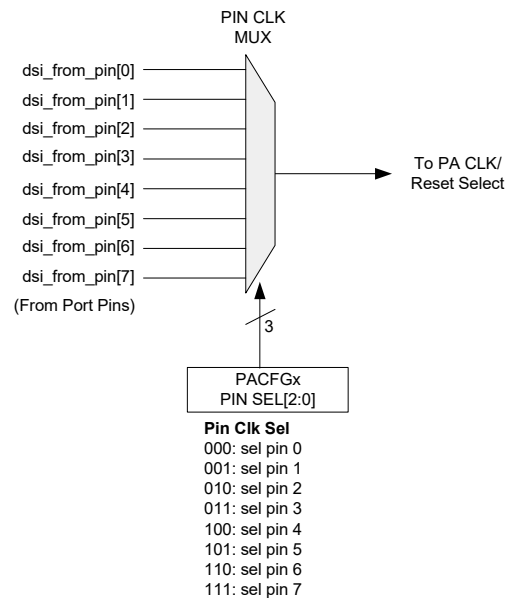 PIN CLK
MUX
dsi_from_pin[0]
dsi_from_pin[1]
dsi_from_pin[2]
dsi_from_pin[3]
dsi_from_pin[4]
dsi_from_pin[5]
dsi_from_pin[6]
dsi_from_pin[7]
(From Port Pins)
To PA CLK/
Reset Select
3
PACFGx
PIN SEL[2:0]
Pin Clk Sel
000: sel pin 0
001: sel pin 1
010: sel pin 2
011: sel pin 3
100: sel pin 4
101: sel pin 5
110: sel pin 6
111: sel pin 7